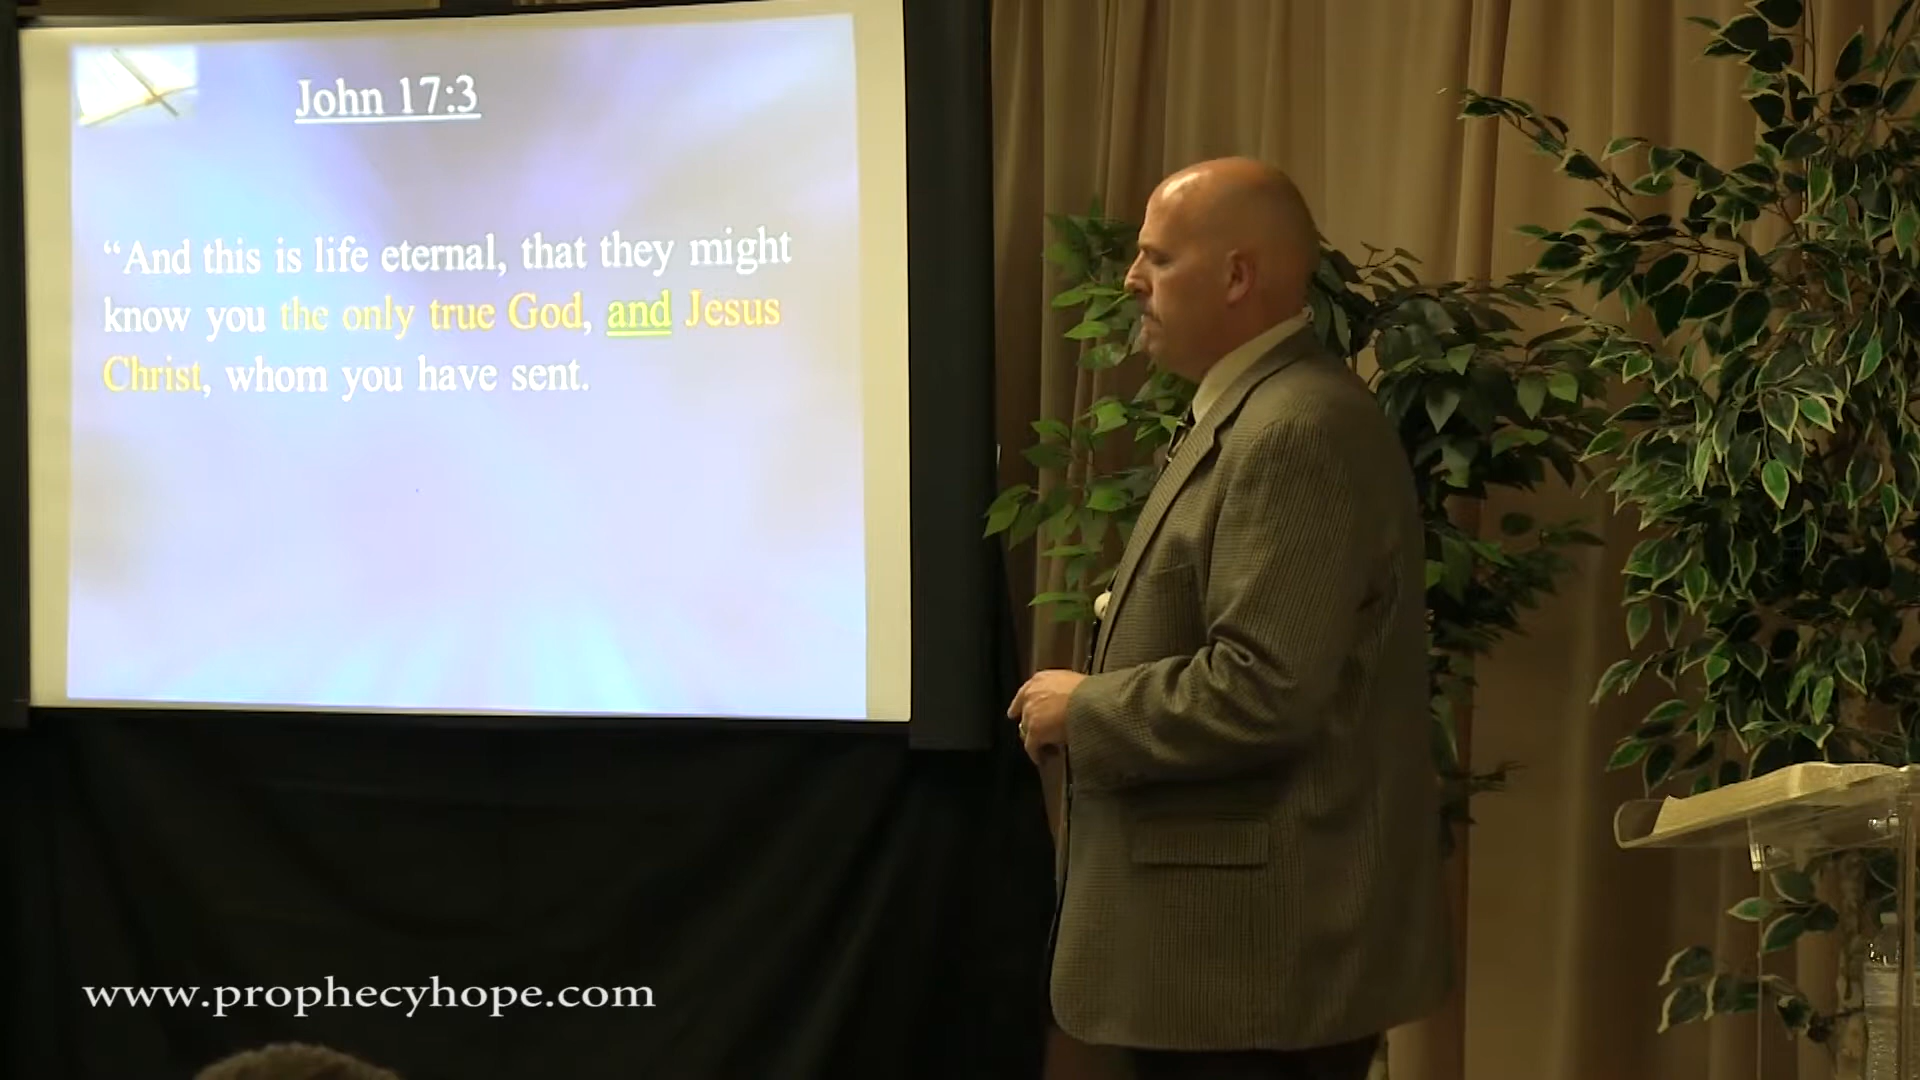 John 17:3
“And this is life eternal, that they might
know you the only true God, and Jesus
Christ, whom you have sent.
www.prophecyhope.com